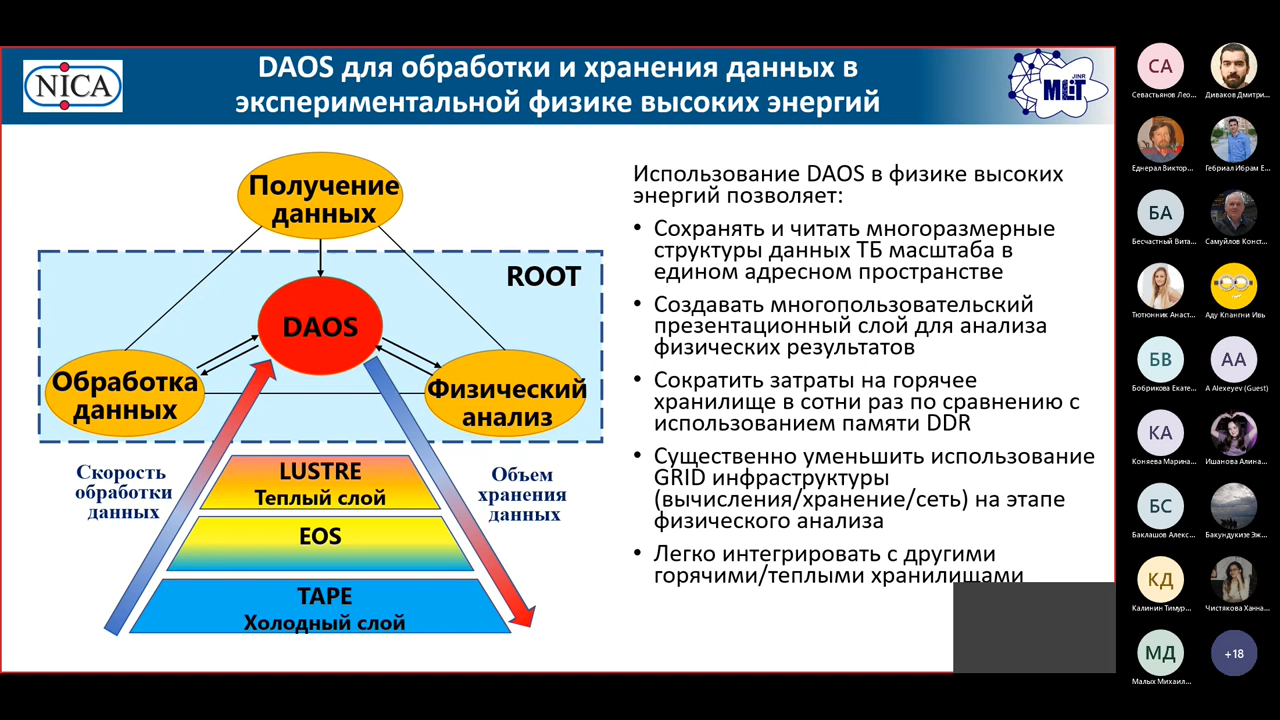 DAOS для обработки и хранения данных в
экспериментальной физике высоких энергий
NICA
JINR
MLIT
Получение
данных
ROOT
DAOS
Обработка
данных
Физический
анализ
Скорость
обработки
данных
Объем
хранения
данных
LUSTRE
Теплый слой
EOS
TAPE
Холодный слой
Использование DAOS в физике высоких
энергий позволяет:
• Сохранять и читать многоразмерные
структуры данных ТБ масштаба в
едином адресном пространстве
• Создавать многопользовательский
презентационный слой для анализа
физических результатов
• Сократить затраты на горячее
хранилище в сотни раз по сравнению с
использованием памяти DDR
• Существенно уменьшить использование
GRID инфраструктуры
(вычисления/хранение/сеть) на этапе
физического анализа
• Легко интегрировать с другими
горячими/теплыми хранилищами
СА
Севастьянов Лео...
Диваков Дмитри...
Еднерал Виктор...
Гебриал Ибрам Е...
БА
Бесчастный Вита...
Самуйлов Конст...
Тютюнник Анаст...
Аду Кпангни Ивь
БВ
Бобрикова Екате...
АА
A Alexeyev (Guest)
КА
Коняева Марина...
Ишанова Алина...
БС
Баклашов Алекс...
Бакундукизе Эж...
КД
Калинин Тимур...
Чистякова Ханна...
МД
Малых Михаил...
+18